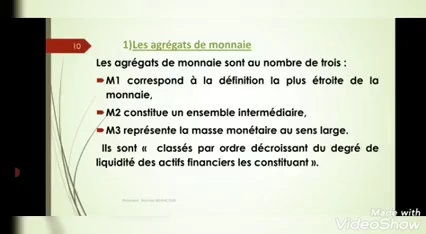 10
1)Les agrégats de monnaie
Les agrégats de monnaie sont au nombre de trois :
M1 correspond à la définition la plus étroite de la
monnaie,
M2 constitue un ensemble intermédiaire,
M3 représente la masse monétaire au sens large.
Ils sont « classés par ordre décroissant du degré de
liquidité des actifs financiers les constituant ».
Made with
VideoShow